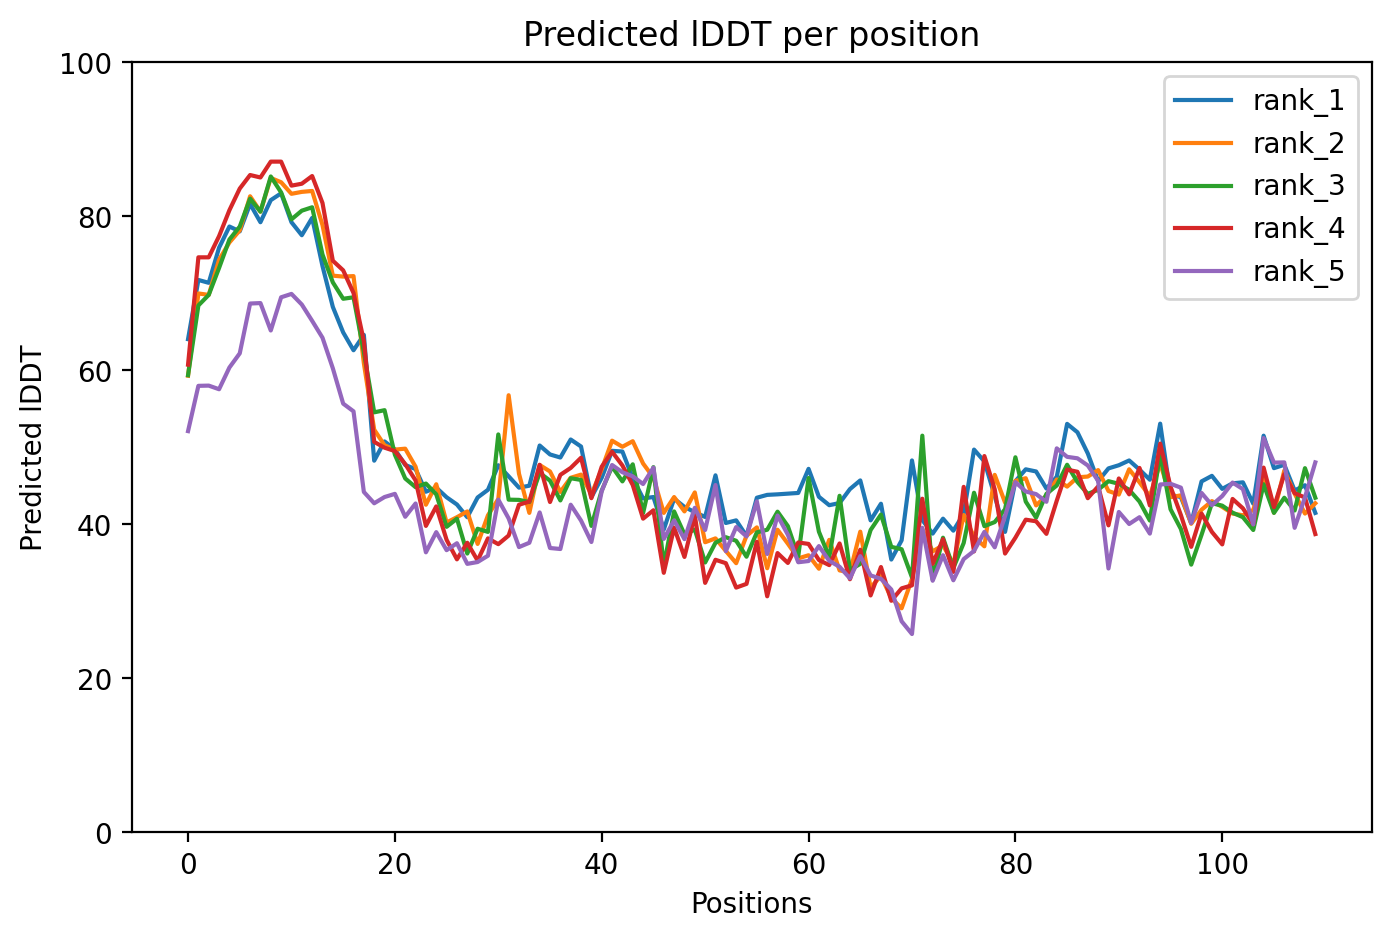 Predicted lDDT per position
100
80
60
40
20
0
Predicted lDDT
0 20 40 60 80 100
Positions
rank_1
rank_2
rank_3
rank_4
rank_5